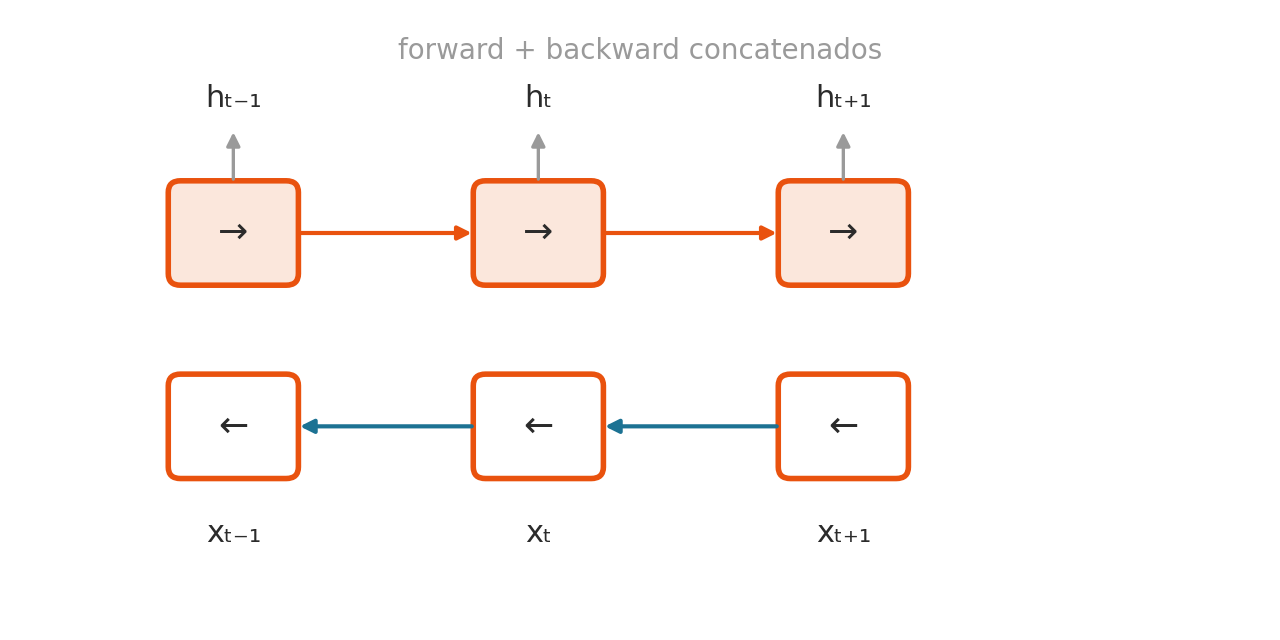 forward + backward concatenados
hₜ₋₁ hₜ hₜ₊₁
→ → →
← ← ←
xₜ₋₁ xₜ xₜ₊₁